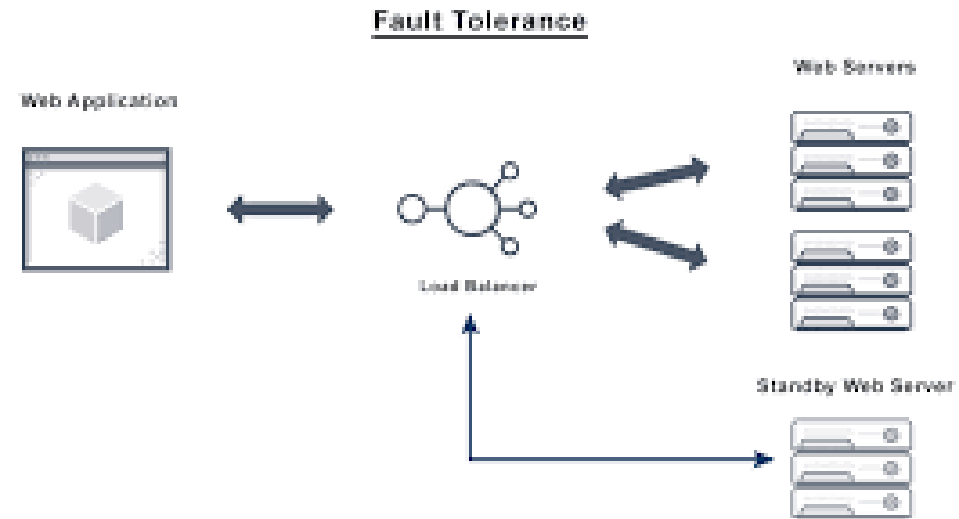 Fault Tolerance
Web Servers
Web Application
Load Balancer
Standby Web Server